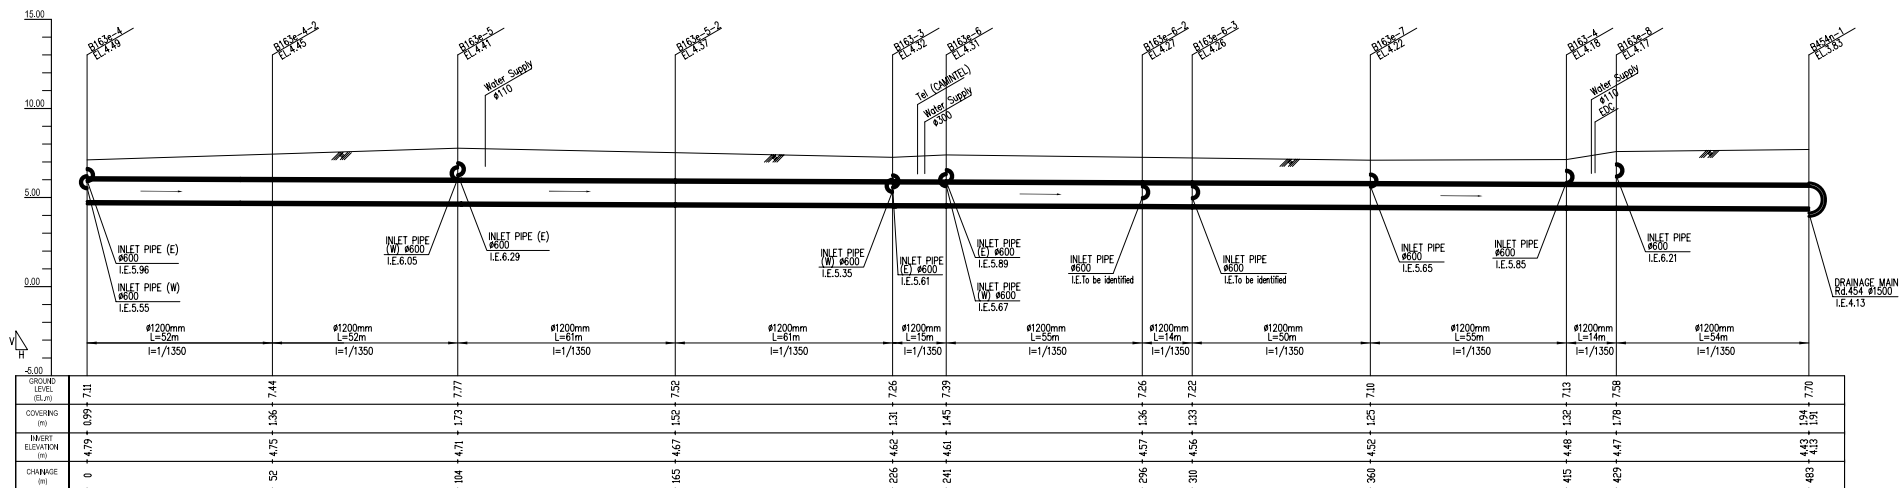 15.00
10.00
5.00
0.00
-5.00
V
H
B163e-4
EL.4.49
B163e-4-2
EL.4.45
B163e-5
EL.4.41
B163e-5-2
EL.4.37
B163-3
EL.4.32
B163e-6
EL.4.31
B163e-6-2
EL.4.27
B163e-6-3
EL.4.26
B163e-7
EL.4.22
B163-4
EL.4.18
B163e-8
EL.4.17
B454n-1
EL.3.83
Water Supply
ø110
Tel (CAMINTEL)
Water Supply
ø300
Water Supply
ø110
EDC
INLET PIPE (E)
ø600
I.E.5.96
INLET PIPE (W)
ø600
I.E.5.55
INLET PIPE
(W) ø600
I.E.6.05
INLET PIPE (E)
ø600
I.E.6.29
INLET PIPE
(W) ø600
I.E.5.35
INLET PIPE
(E) ø600
I.E.5.61
INLET PIPE
(E) ø600
I.E.5.89
INLET PIPE
(W) ø600
I.E.5.67
INLET PIPE
ø600
I.E.To be identified
INLET PIPE
ø600
I.E.To be identified
INLET PIPE
ø600
I.E.5.65
INLET PIPE
ø600
I.E.5.85
INLET PIPE
ø600
I.E.6.21
DRAINAGE MAIN
Rd.454 ø1500
I.E.4.13
ø1200mm
L=52m
I=1/1350
ø1200mm
L=52m
I=1/1350
ø1200mm
L=61m
I=1/1350
ø1200mm
L=61m
I=1/1350
ø1200mm
L=15m
I=1/1350
ø1200mm
L=55m
I=1/1350
ø1200mm
L=14m
I=1/1350
ø1200mm
L=50m
I=1/1350
ø1200mm
L=55m
I=1/1350
ø1200mm
L=14m
I=1/1350
ø1200mm
L=54m
I=1/1350
GROUND
LEVEL
(EL.m)
7.11 7.44 7.77 7.52 7.26 7.39 7.26 7.22 7.10 7.13 7.58 7.70
COVERING
(m)
0.99 1.36 1.73 1.52 1.31 1.45 1.36 1.33 1.25 1.32 1.78 1.94 1.91
INVERT
ELEVATION
(m)
4.79 4.75 4.71 4.67 4.62 4.61 4.57 4.56 4.52 4.48 4.47 4.43 4.13
CHAINAGE
(m)
0 52 104 165 226 241 296 310 360 415 429 483